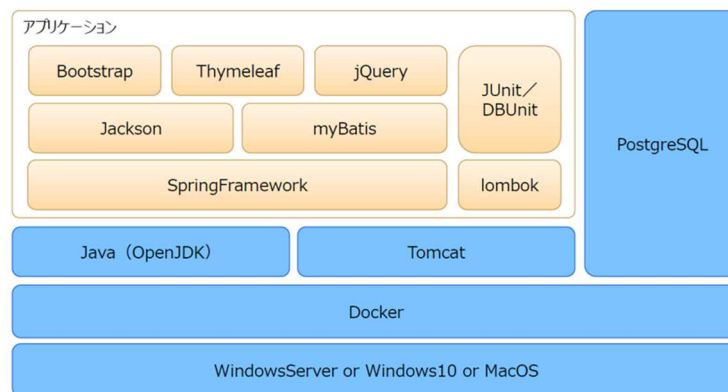 アプリケーション
Bootstrap
Thymeleaf
jQuery
JUnit／
DBUnit
Jackson
myBatis
SpringFramework
lombok
PostgreSQL
Java（OpenJDK）
Tomcat
Docker
WindowsServer or Windows10 or MacOS